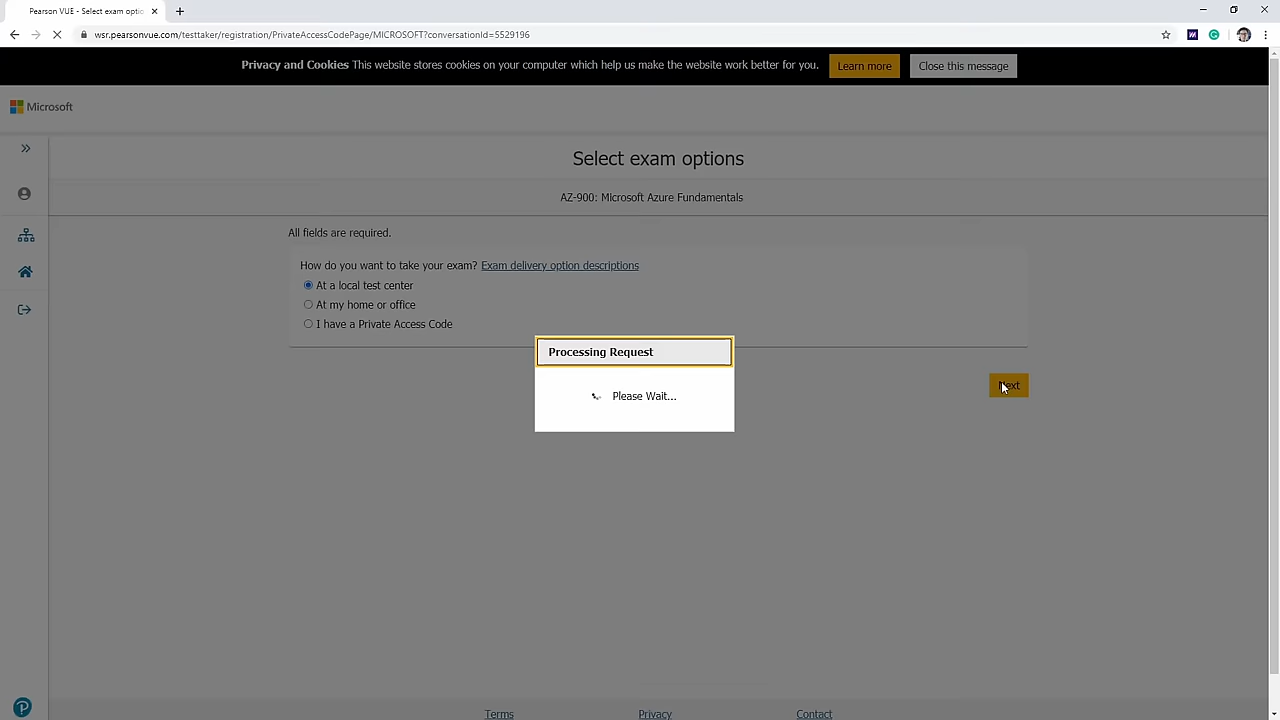 Pearson VUE - Select exam optio
wsr.pearsonvue.com/testtaker/registration/PrivateAccessCodePage/MICROSOFT?conversationId=5529196
Privacy and Cookies This website stores cookies on your computer which help us make the website work better for you. Learn more Close this message
Microsoft
Select exam options
AZ-900: Microsoft Azure Fundamentals
All fields are required.
How do you want to take your exam? Exam delivery option descriptions
At a local test center
At my home or office
I have a Private Access Code
Processing Request
Please Wait...
Next
Terms Privacy Contact